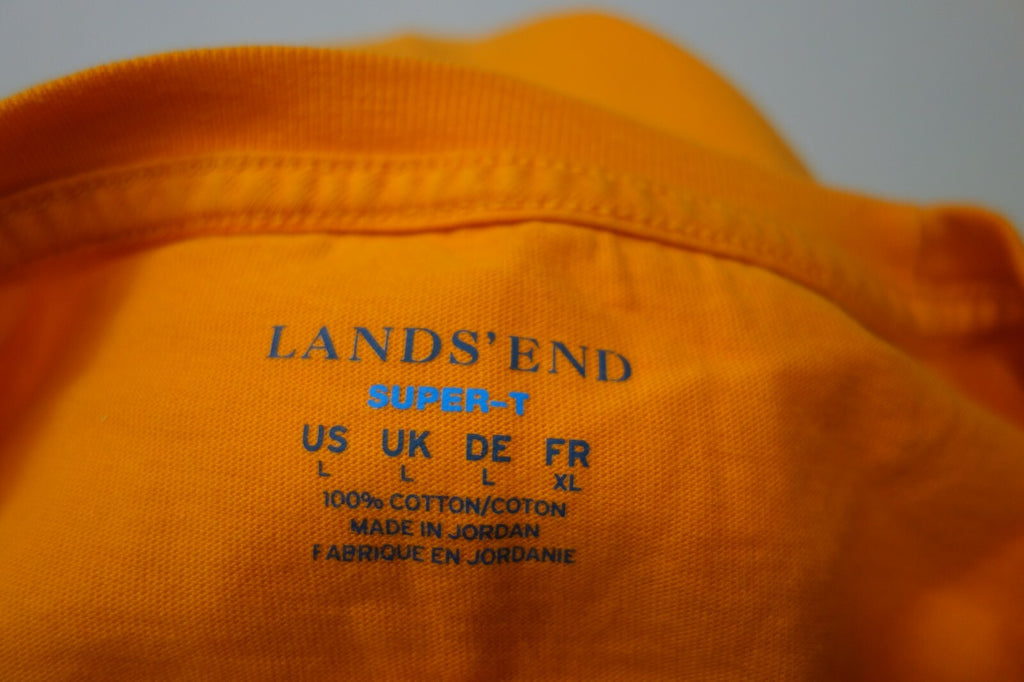 LANDS' END
SUPER-T
US UK DE FR
L L L XL
100% COTTON/COTON
MADE IN JORDAN
FABRIQUE EN JORDANIE